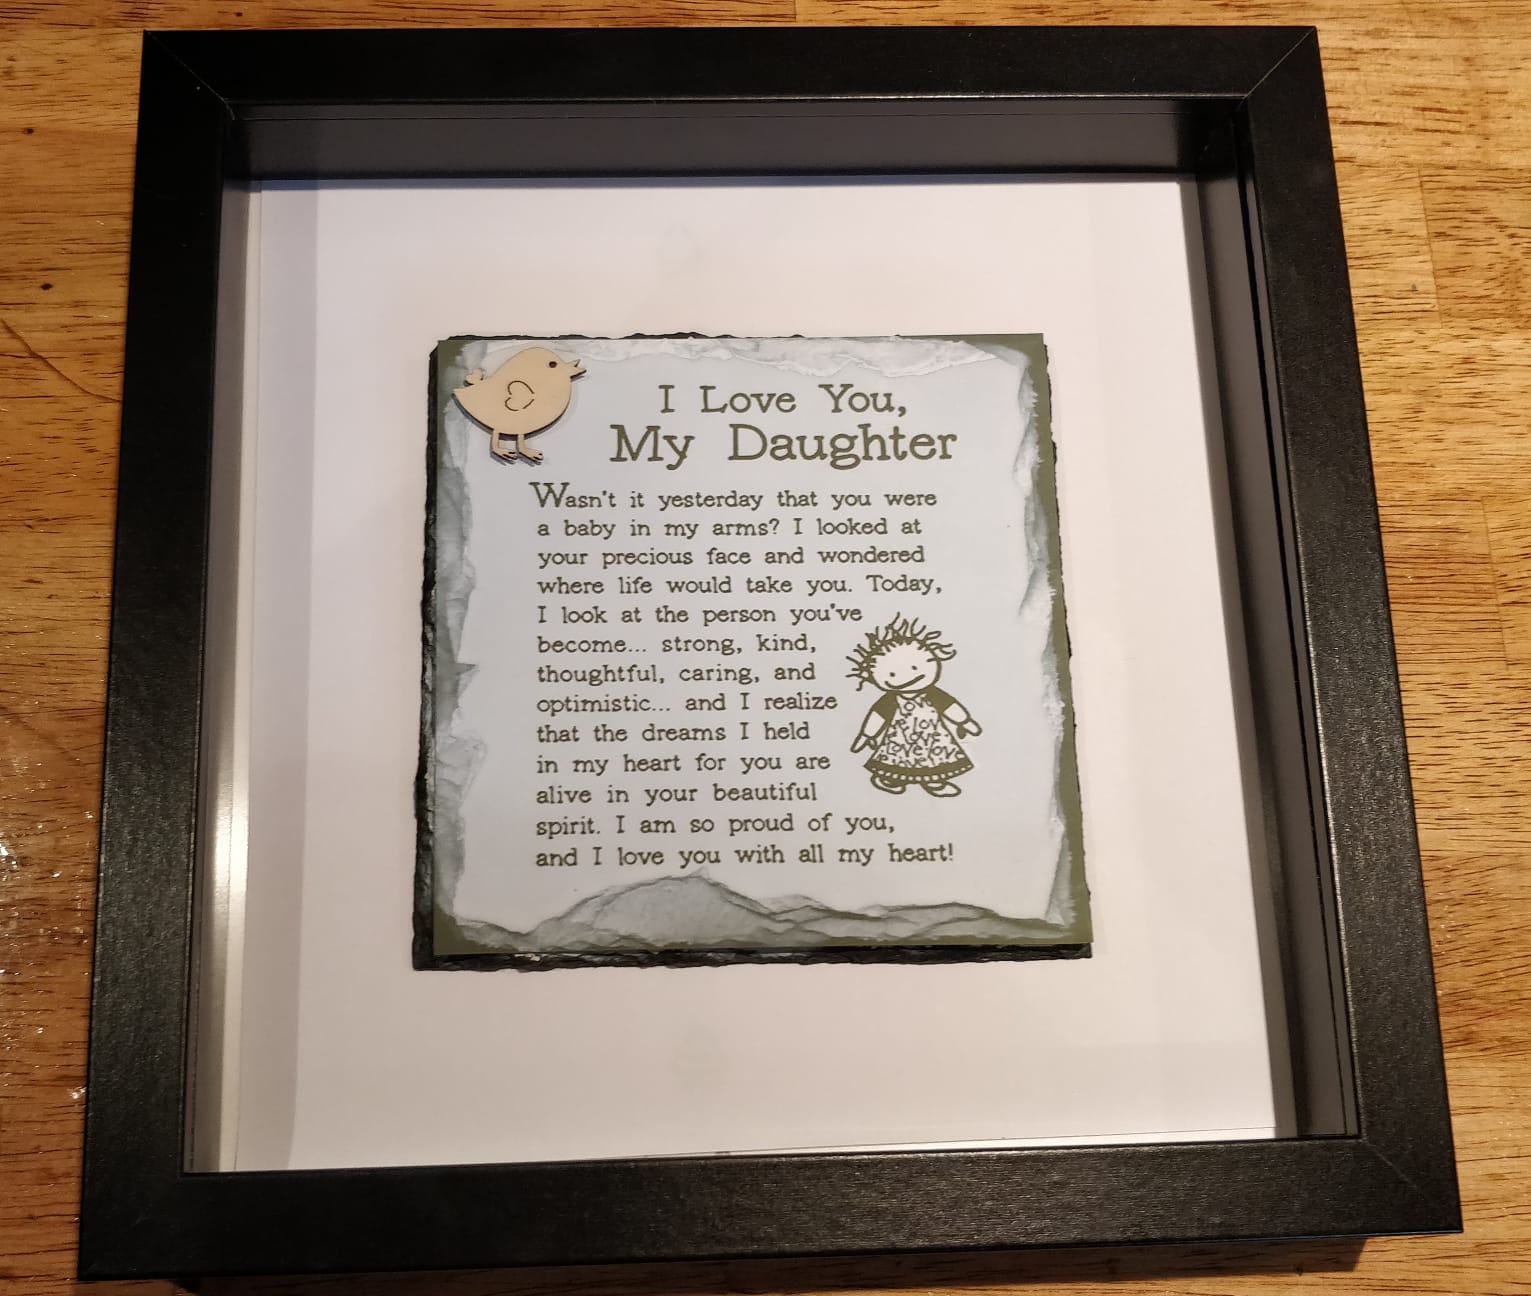 I Love You,
My Daughter
Wasn't it yesterday that you were
a baby in my arms? I looked at
your precious face and wondered
where life would take you. Today,
I look at the person you've
become... strong, kind,
thoughtful, caring, and
optimistic... and I realize
that the dreams I held
in my heart for you are
alive in your beautiful
spirit. I am so proud of you,
and I love you with all my heart!
Love
love
Love
Love love